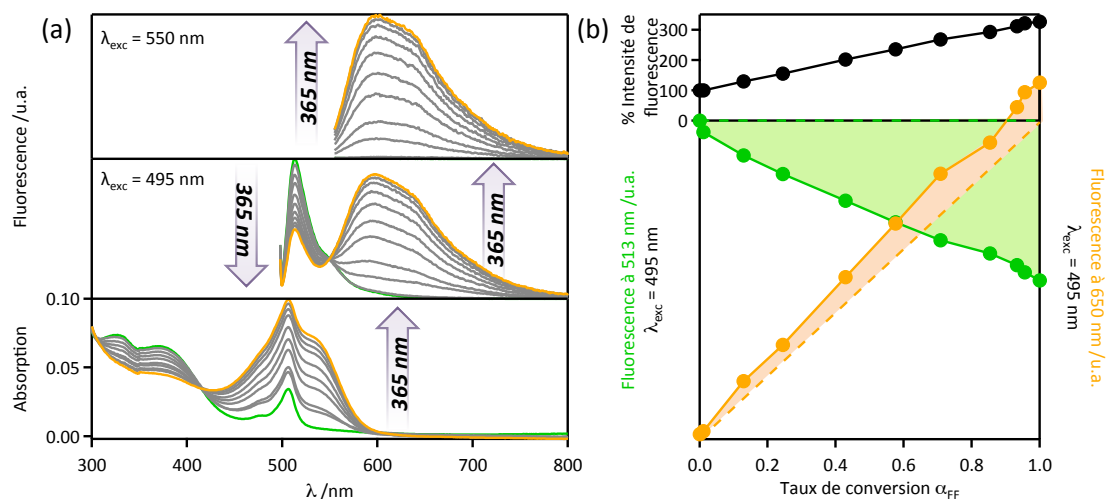 (a)
λexc = 550 nm
365 nm
λexc = 495 nm
365 nm
365 nm
365 nm
Fluorescence /u.a.
Absorption
0.10
0.05
0.00
300
400
500
600
700
800
λ /nm
(b)
% Intensité de
fluorescence
300
200
100
0
Fluorescence à 513 nm /u.a.
λexc = 495 nm
Fluorescence à 650 nm /u.a.
λexc = 495 nm
0.0
0.2
0.4
0.6
0.8
1.0
Taux de conversion αFF